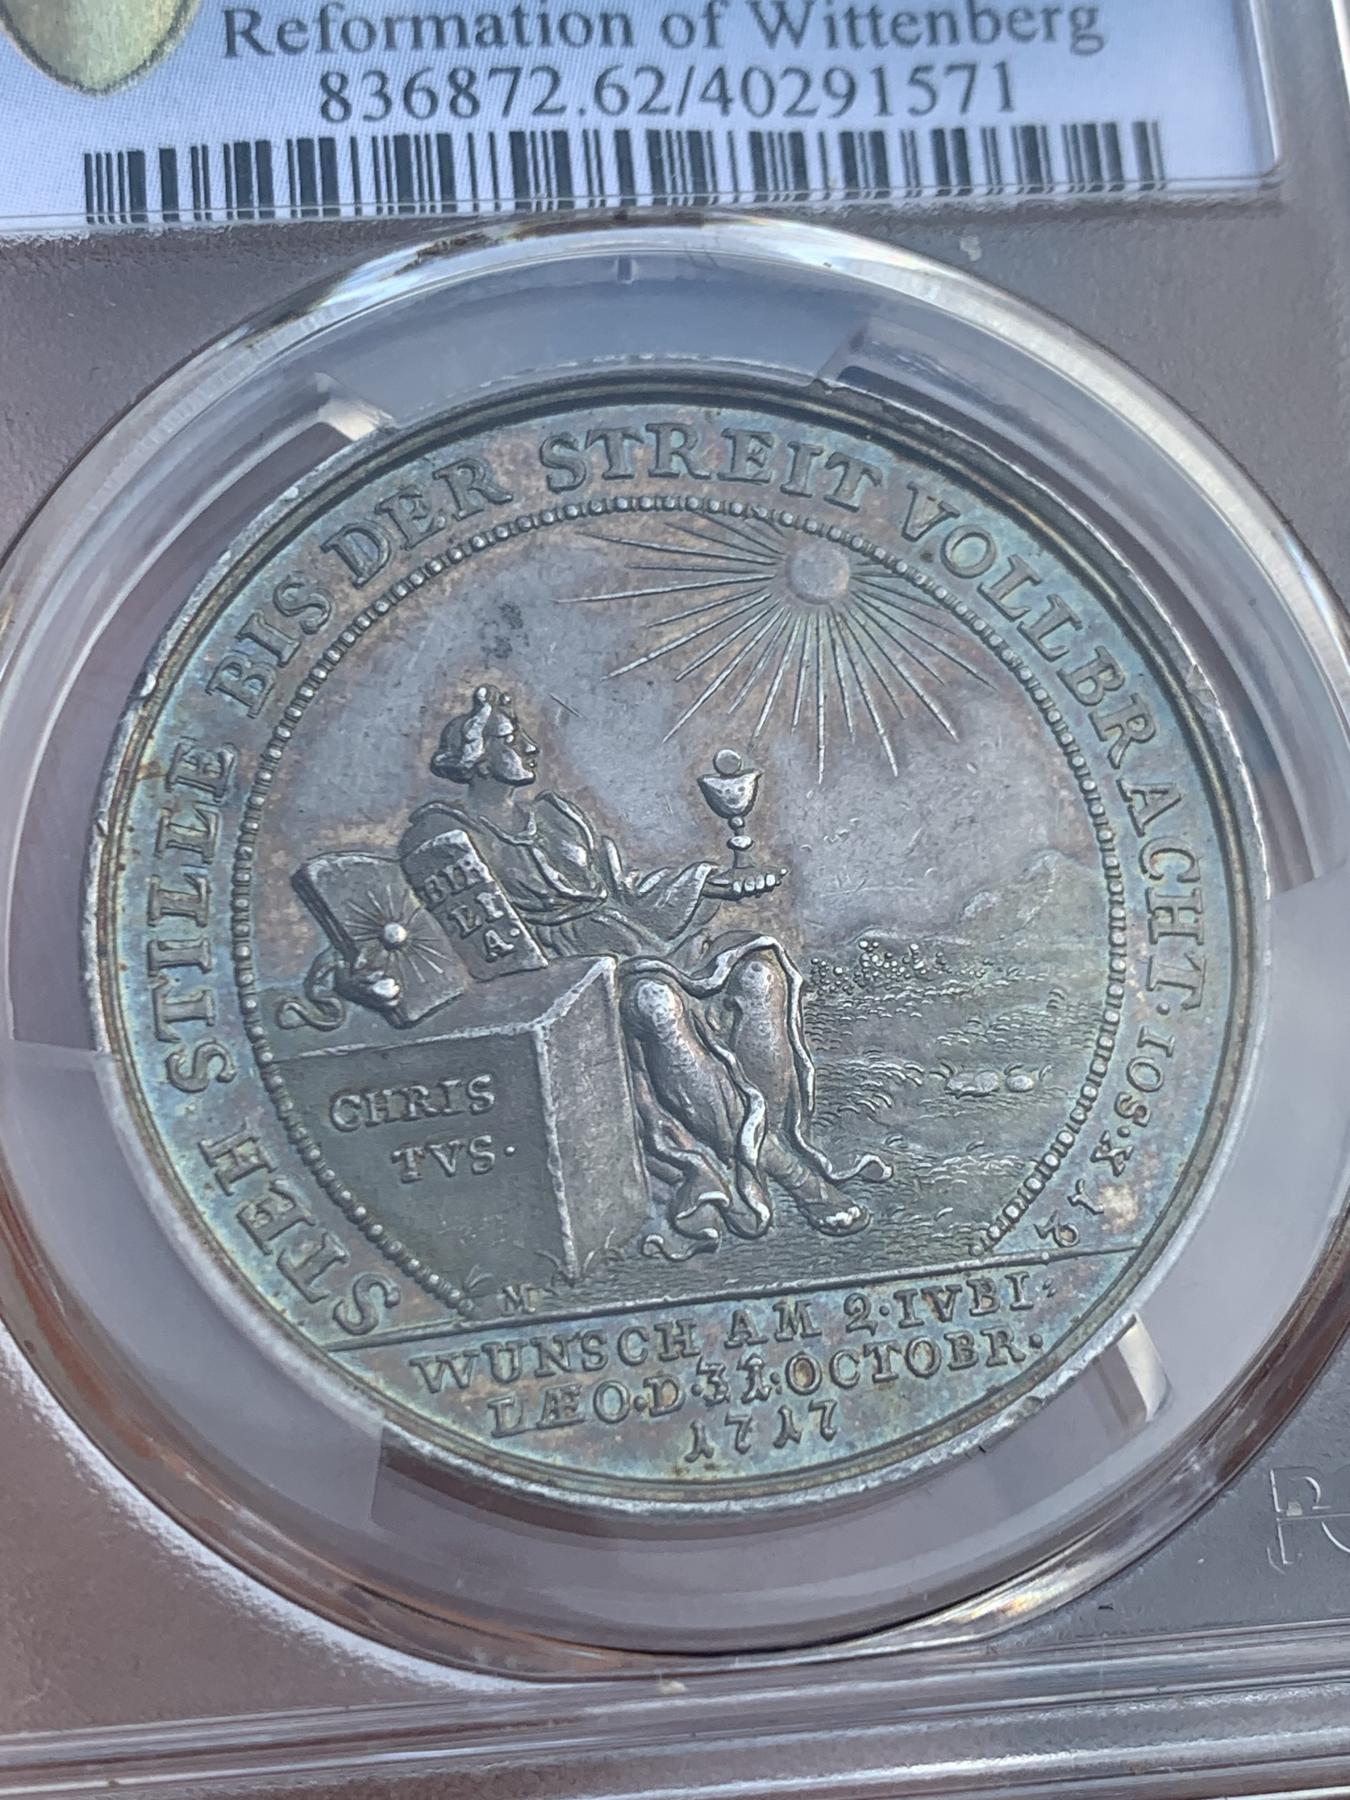 Reformation of Wittenberg
836872.62/40291571
STEH STILLE BIS DER STREIT VOLLBRACHT · IOS · X · 12
BIB
LI
A·
CHRIS
TVS·
M
WUNSCH AM 2·IVBI·
LÆO·D·31·OCTOBR·
1717